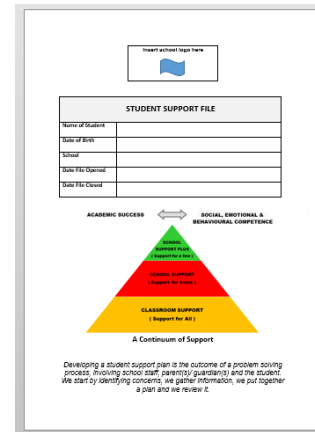 Insert school logo here
STUDENT SUPPORT FILE
Name of Student
Date of Birth
School
Date File Opened
Date File Closed
ACADEMIC SUCCESS SOCIAL, EMOTIONAL &
BEHAVIOURAL COMPETENCE
SCHOOL
SUPPORT PLUS
( Support for a few )
SCHOOL SUPPORT
( Support for Some )
CLASSROOM SUPPORT
( Support for All )
A Continuum of Support
Developing a student support plan is the outcome of a problem solving
process, involving school staff, parent(s)/ guardian(s) and the student.
We start by identifying concerns, we gather information, we put together
a plan and we review it.